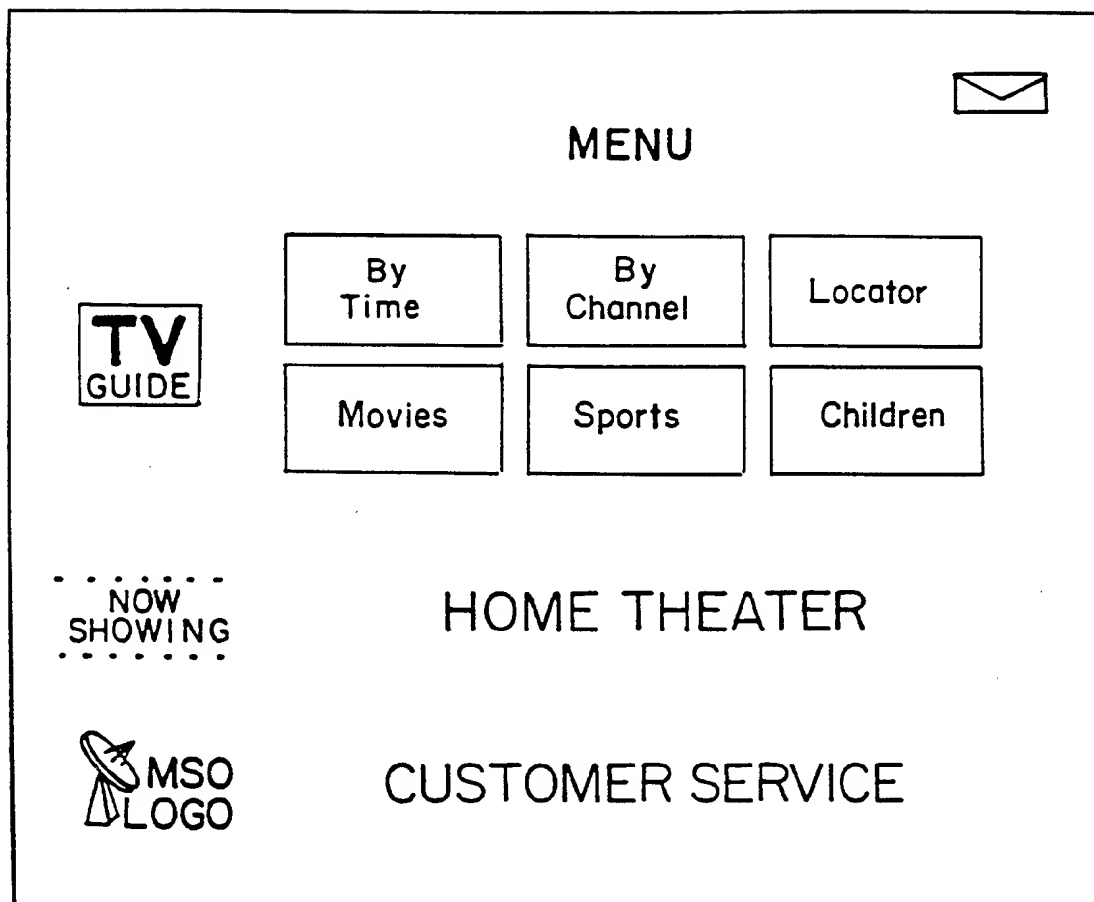 MENU
By
Time
By
Channel
Locator
TV
GUIDE
Movies
Sports
Children
NOW
SHOWING
HOME THEATER
MSO
LOGO
CUSTOMER SERVICE